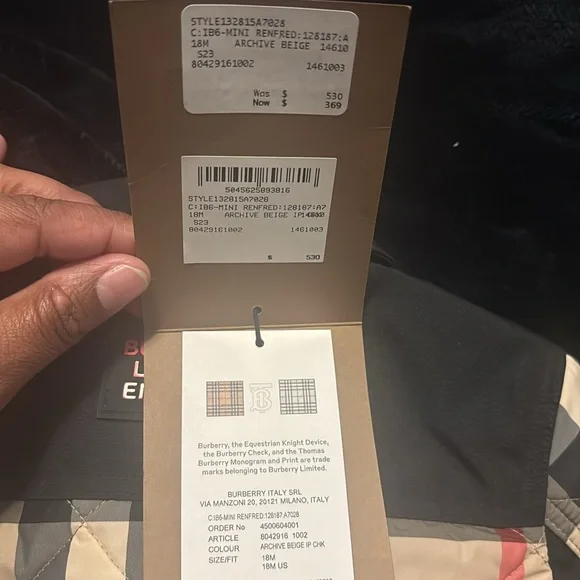 STYLE132815A7028
C:IB6-MINI RENFRED:128187:A
18M ARCHIVE BEIGE 14610
S23
80429161002 1461003
Was $ 530
Now $ 369
5045625893816
STYLE132815A7028
C:IB6-MINI RENFRED:128187:A7
18M ARCHIVE BEIGE IP
S23
80429161002 1461003
$ 530
Burberry, the Equestrian Knight Device,
the Burberry Check, and the Thomas
Burberry Monogram and Print are trade
marks belonging to Burberry Limited.
BURBERRY ITALY SRL
VIA MANZONI 20, 20121 MILANO, ITALY
C:IB6-MINI RENFRED:128187:A7028
ORDER No 4500604001
ARTICLE 8042916 1002
COLOUR ARCHIVE BEIGE IP CHK
SIZE/FIT 18M
18M US